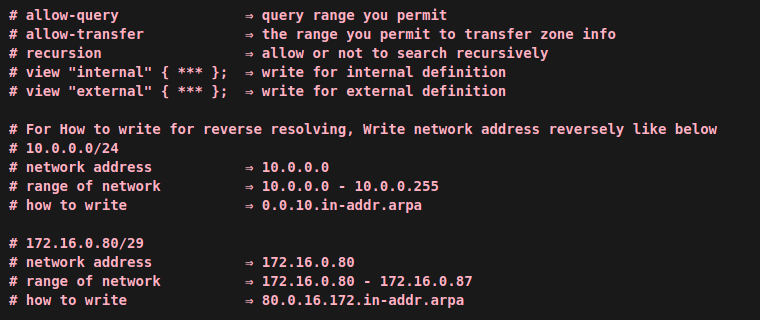 # allow-query ⇒ query range you permit
# allow-transfer ⇒ the range you permit to transfer zone info
# recursion ⇒ allow or not to search recursively
# view "internal" { *** }; ⇒ write for internal definition
# view "external" { *** }; ⇒ write for external definition
# For How to write for reverse resolving, Write network address reversely like below
# 10.0.0.0/24
# network address ⇒ 10.0.0.0
# range of network ⇒ 10.0.0.0 - 10.0.0.255
# how to write ⇒ 0.0.10.in-addr.arpa
# 172.16.0.80/29
# network address ⇒ 172.16.0.80
# range of network ⇒ 172.16.0.80 - 172.16.0.87
# how to write ⇒ 80.0.16.172.in-addr.arpa